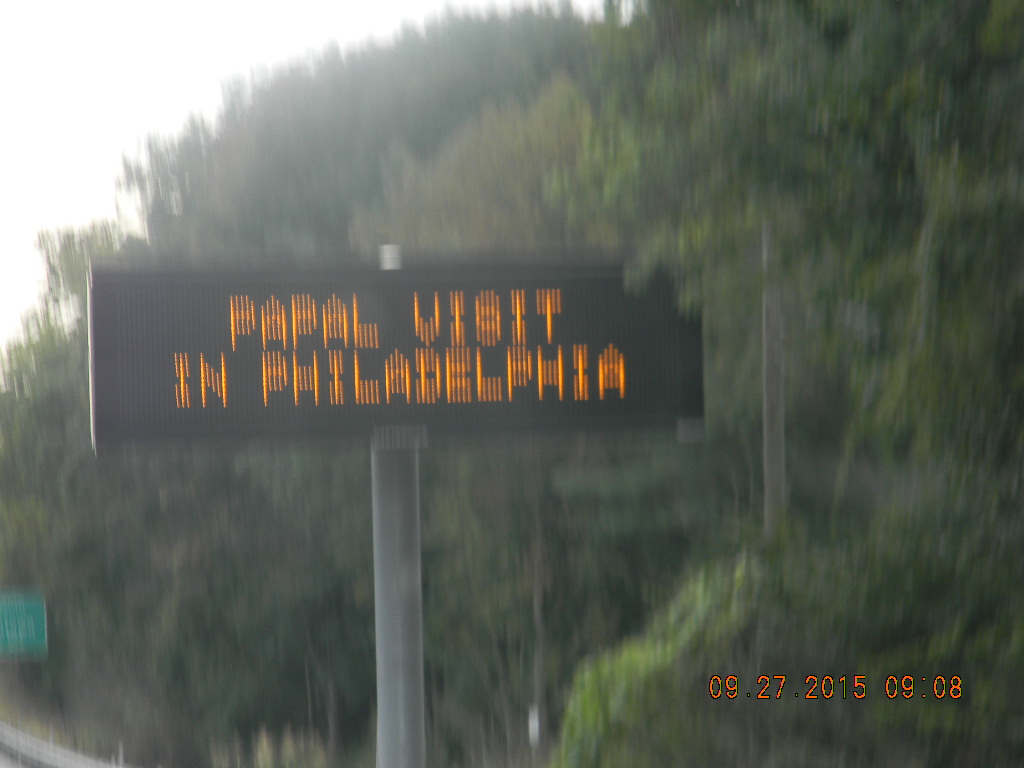 PAPAL VISIT
IN PHILADELPHIA
09.27.2015 09:08